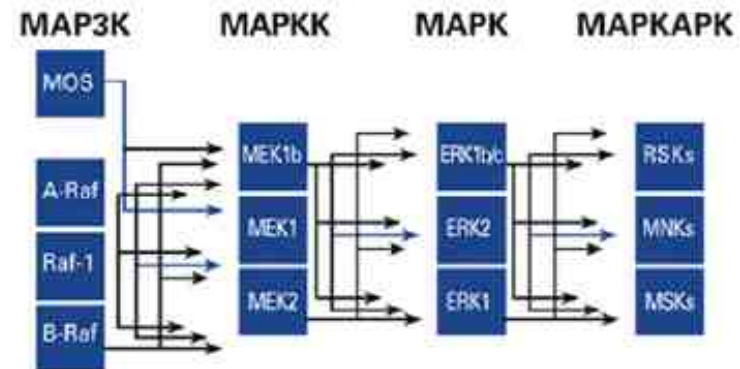 MAP3K MAPKK MAPK MAPKAPK
MOS
MEK1b ERK1b/c RSKs
A-Raf
MEK1 ERK2 MNKs
Raf-1
MEK2 ERK1 MSKs
B-Raf